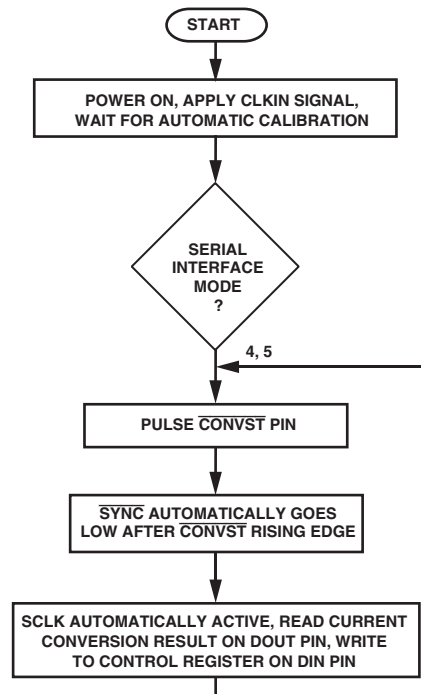 START
POWER ON, APPLY CLKIN SIGNAL,
WAIT FOR AUTOMATIC CALIBRATION
SERIAL
INTERFACE
MODE
?
4, 5
PULSE CONVST PIN
SYNC AUTOMATICALLY GOES
LOW AFTER CONVST RISING EDGE
SCLK AUTOMATICALLY ACTIVE, READ CURRENT
CONVERSION RESULT ON DOUT PIN, WRITE
TO CONTROL REGISTER ON DIN PIN